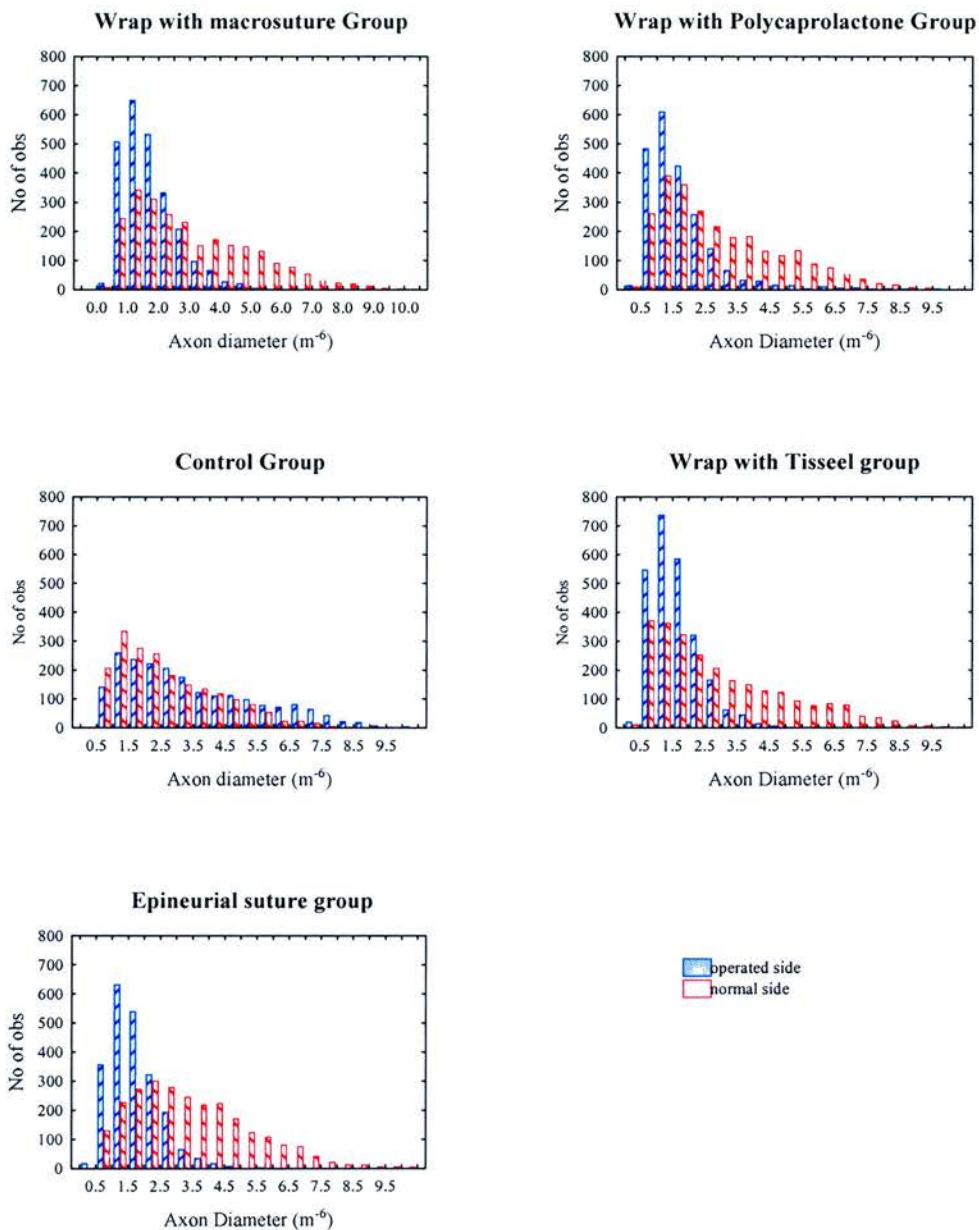 Wrap with macrosuture Group
800
700
600
500
400
300
200
100
0
No of obs
0.0 1.0 2.0 3.0 4.0 5.0 6.0 7.0 8.0 9.0 10.0
Axon diameter (m-6)
Wrap with Polycaprolactone Group
800
700
600
500
400
300
200
100
0
No of obs
0.5 1.5 2.5 3.5 4.5 5.5 6.5 7.5 8.5 9.5
Axon Diameter (m-6)
Control Group
800
700
600
500
400
300
200
100
0
No of obs
0.5 1.5 2.5 3.5 4.5 5.5 6.5 7.5 8.5 9.5
Axon diameter (m-6)
Wrap with Tisseel group
800
700
600
500
400
300
200
100
0
No of obs
0.5 1.5 2.5 3.5 4.5 5.5 6.5 7.5 8.5 9.5
Axon Diameter (m-6)
Epineurial suture group
800
700
600
500
400
300
200
100
0
No of obs
0.5 1.5 2.5 3.5 4.5 5.5 6.5 7.5 8.5 9.5
Axon Diameter (m-6)
operated side
normal side